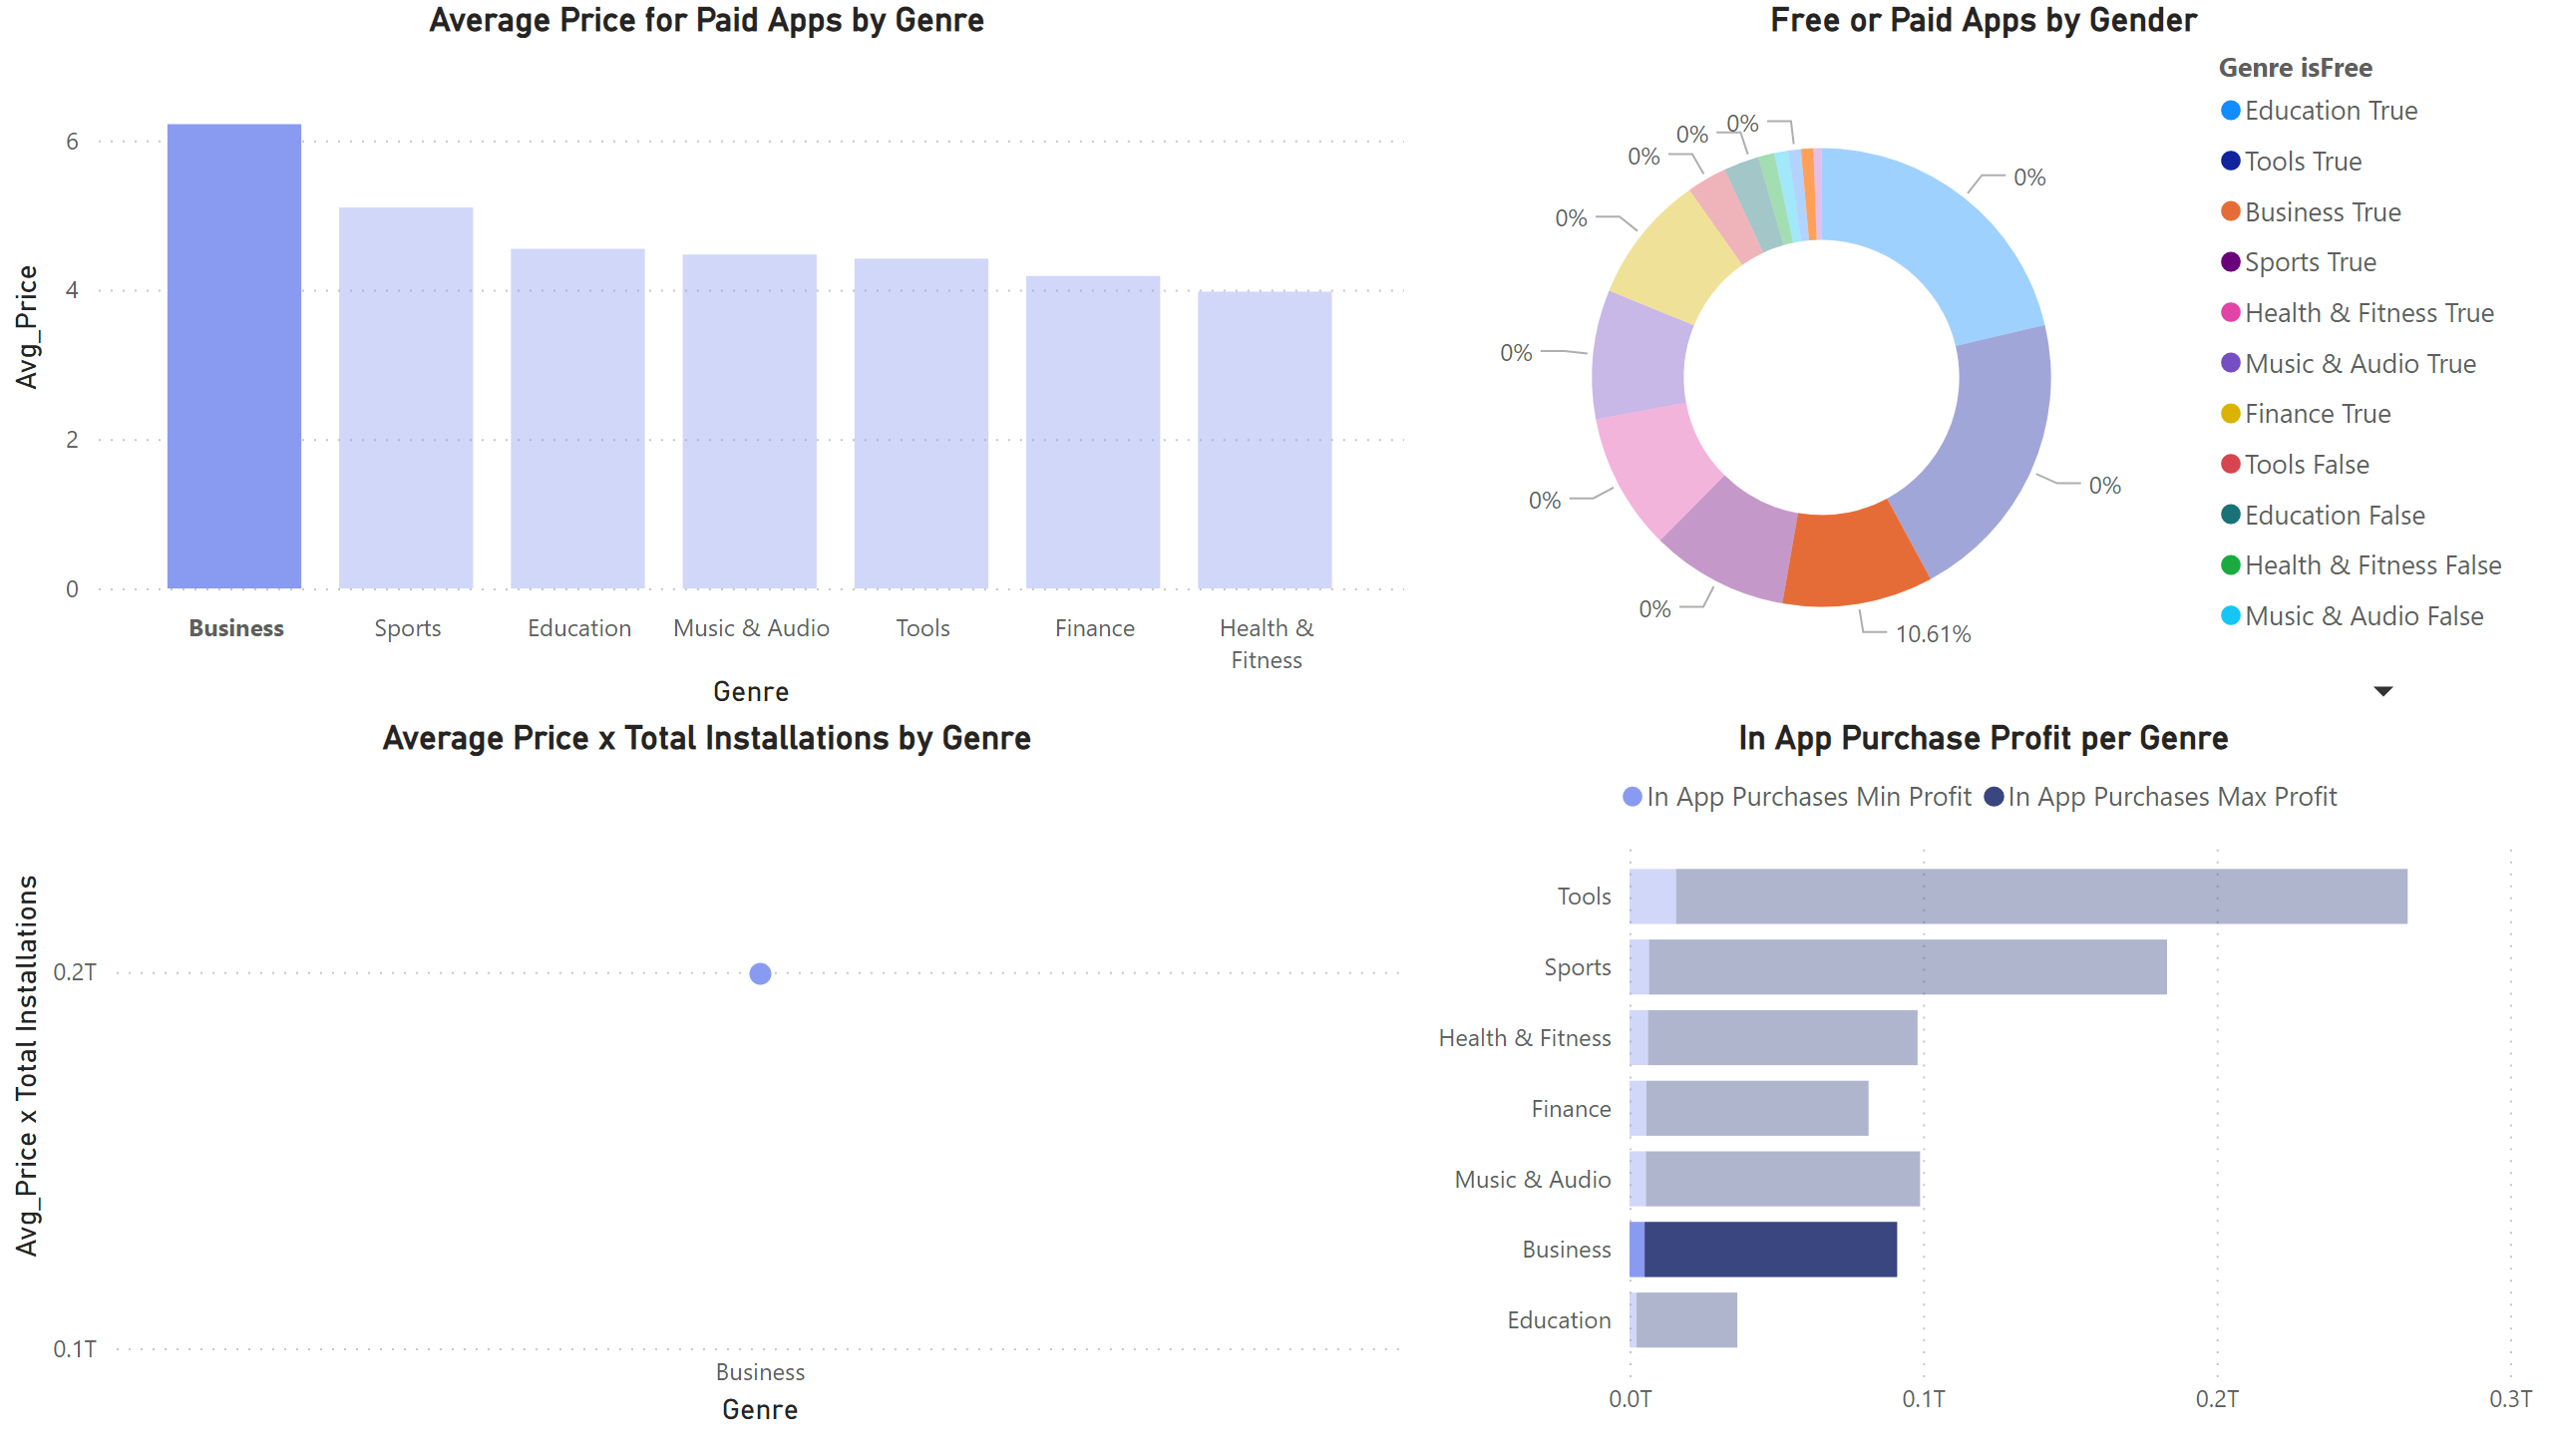 Average Price for Paid Apps by Genre
Avg_Price
6
4
2
0
Business
Sports
Education
Music & Audio
Tools
Finance
Health &
Fitness
Genre
Free or Paid Apps by Gender
0%
0%
0%
0%
0%
0%
0%
0%
0%
0%
10.61%
Genre isFree
Education True
Tools True
Business True
Sports True
Health & Fitness True
Music & Audio True
Finance True
Tools False
Education False
Health & Fitness False
Music & Audio False
Average Price x Total Installations by Genre
Avg_Price x Total Installations
0.2T
0.1T
Business
Genre
In App Purchase Profit per Genre
In App Purchases Min Profit
In App Purchases Max Profit
Tools
Sports
Health & Fitness
Finance
Music & Audio
Business
Education
0.0T
0.1T
0.2T
0.3T